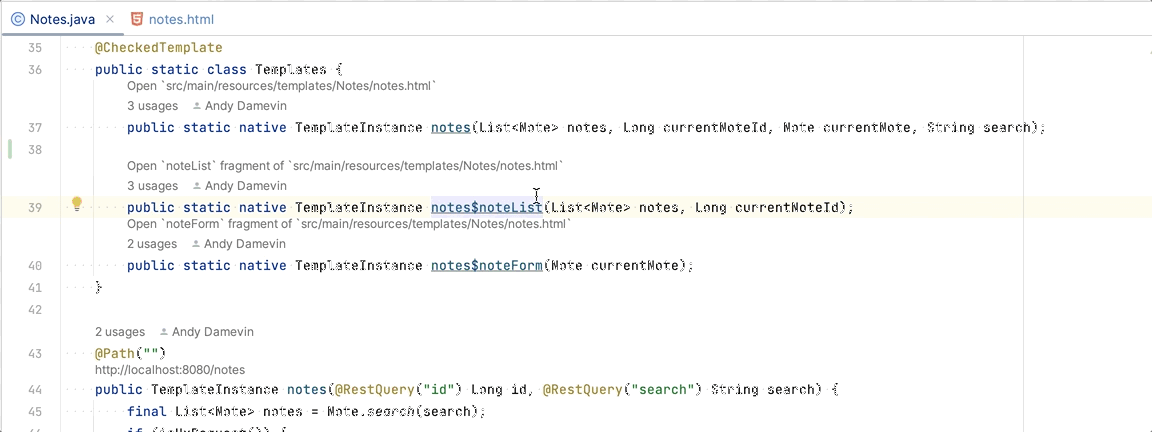 Notes.java × notes.html
35 @CheckedTemplate
36 public static class Templates {
Open `src/main/resources/templates/Notes/notes.html`
3 usages Andy Damevin
37 public static native TemplateInstance notes(List<Note> notes, Long currentNoteId, Note currentNote, String search);
38
Open `noteList` fragment of `src/main/resources/templates/Notes/notes.html`
3 usages Andy Damevin
39 public static native TemplateInstance notes$noteList(List<Note> notes, Long currentNoteId);
Open `noteForm` fragment of `src/main/resources/templates/Notes/notes.html`
2 usages Andy Damevin
40 public static native TemplateInstance notes$noteForm(Note currentNote);
41 }
42
2 usages Andy Damevin
43 @Path("")
http://localhost:8080/notes
44 public TemplateInstance notes(@RestQuery("id") Long id, @RestQuery("search") String search) {
45 final List<Note> notes = Note.search(search);